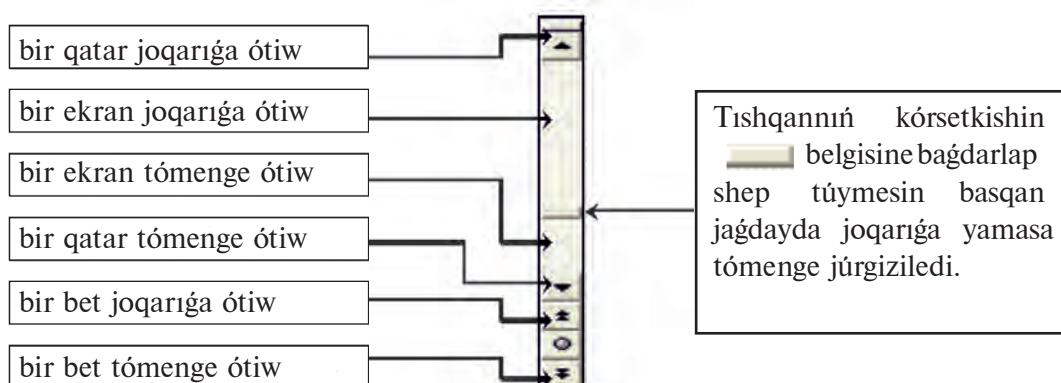 bir qatar joqarıǵa ótiw
bir ekran joqarıǵa ótiw
bir ekran tómenge ótiw
bir qatar tómenge ótiw
bir bet joqarıǵa ótiw
bir bet tómenge ótiw
Tıshqannıń kórsetkishin
belgisine baǵdarlap
shep túymesin basqan
jaǵdayda joqarıǵa yamasa
tómenge júrgiziledi.